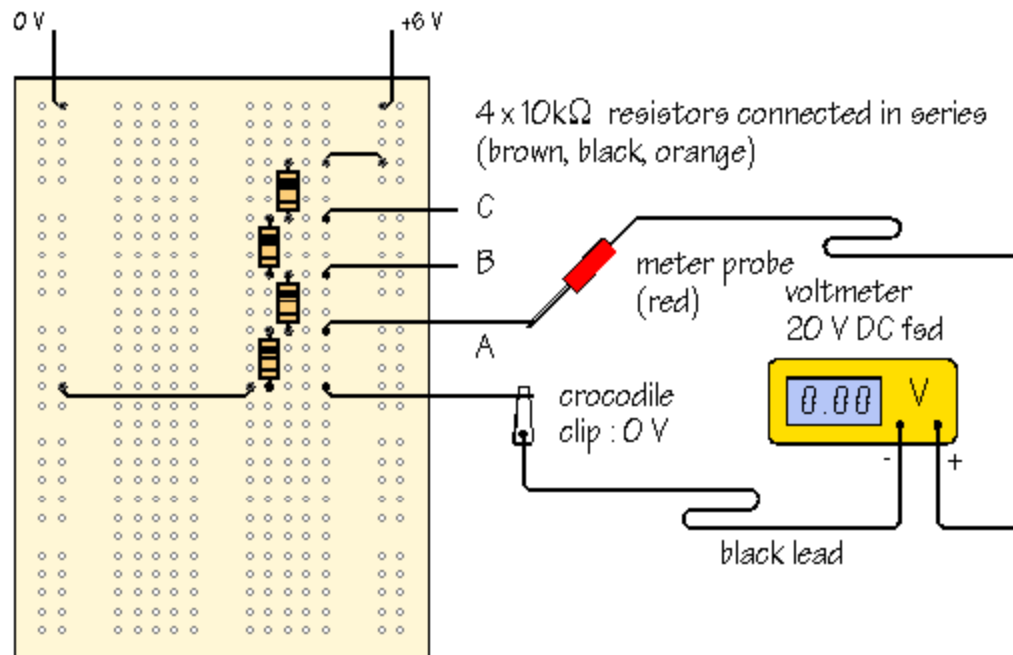 0 V
+6 V
4 x 10kΩ resistors connected in series
(brown, black, orange)
C
B
A
meter probe
(red)
voltmeter
20 V DC fsd
0.00
V
- +
crocodile
clip : 0 V
black lead